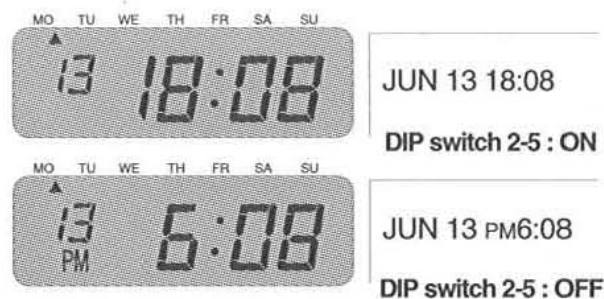 MO TU WE TH FR SA SU
13 18:08
JUN 13 18:08
DIP switch 2-5 : ON
MO TU WE TH FR SA SU
13 6:08
PM
JUN 13 PM6:08
DIP switch 2-5 : OFF